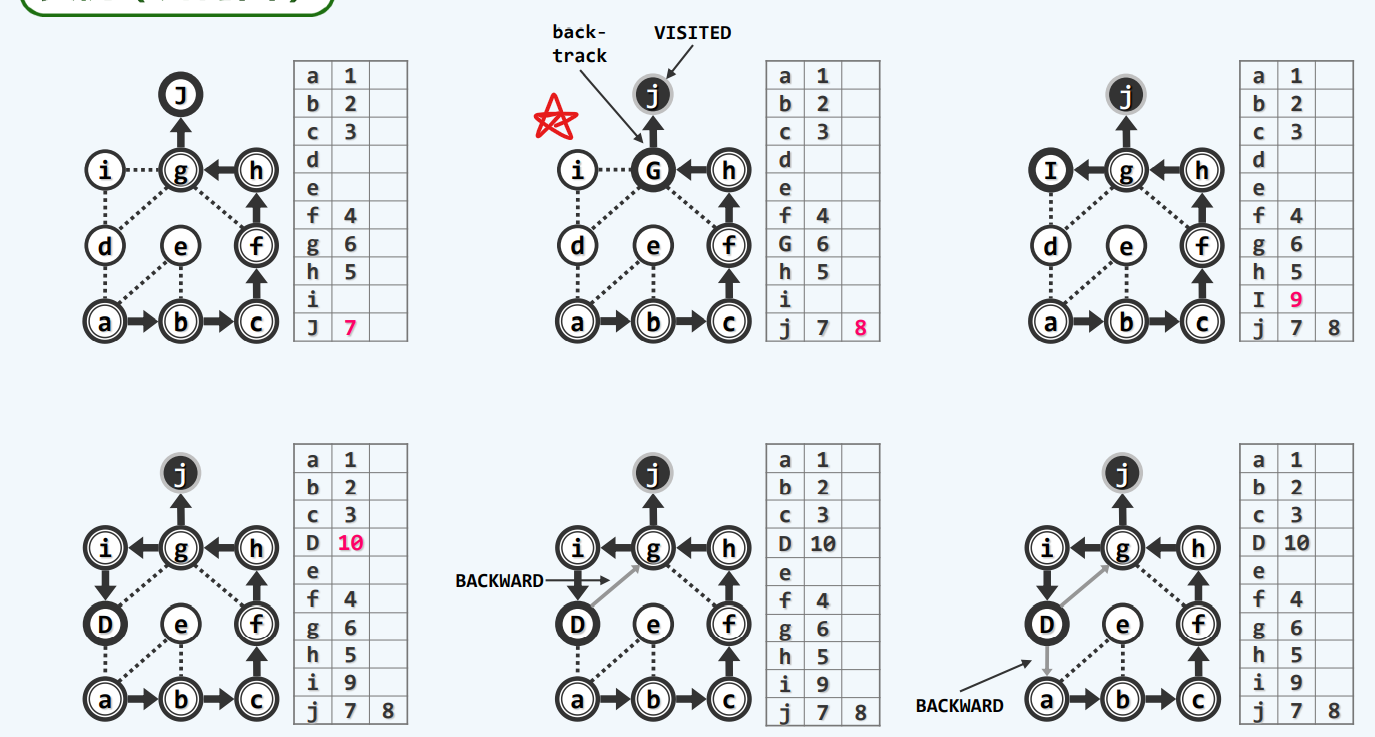 J
i g h
d e f
a b c
a 1
b 2
c 3
d
e
f 4
g 6
h 5
i
J 7
back-
track
VISITED
j
i G h
d e f
a b c
a 1
b 2
c 3
d
e
f 4
G 6
h 5
i
j 7 8
j
I g h
d e f
a b c
a 1
b 2
c 3
d
e
f 4
g 6
h 5
I 9
j 7 8
j
i g h
D e f
a b c
a 1
b 2
c 3
D 10
e
f 4
g 6
h 5
i 9
j 7 8
j
i g h
BACKWARD
D e f
a b c
a 1
b 2
c 3
D 10
e
f 4
g 6
h 5
i 9
j 7 8
j
i g h
D e f
BACKWARD
a b c
a 1
b 2
c 3
D 10
e
f 4
g 6
h 5
i 9
j 7 8